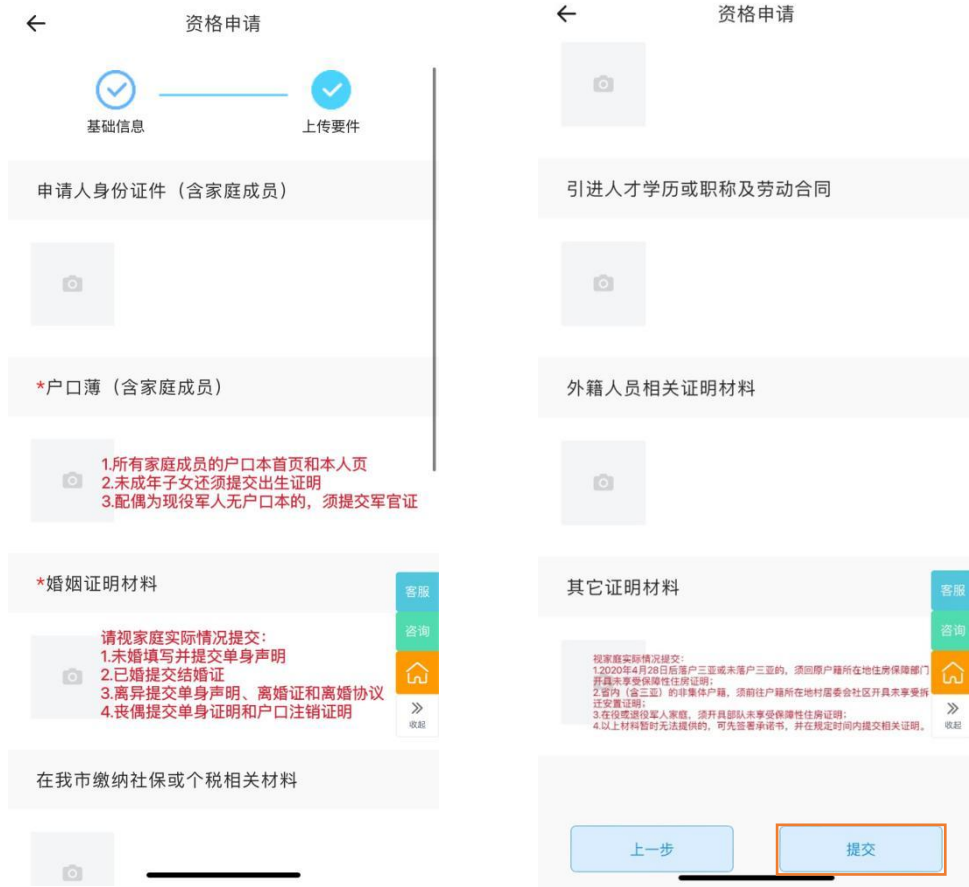 资格申请
基础信息
上传要件
申请人身份证件（含家庭成员）
*户口薄（含家庭成员）
1.所有家庭成员的户口本首页和本人页
2.未成年子女还须提交出生证明
3.配偶为现役军人无户口本的，须提交军官证
*婚姻证明材料
请视家庭实际情况提交：
1.未婚填写并提交单身声明
2.已婚提交结婚证
3.离异提交单身声明、离婚证和离婚协议
4.丧偶提交单身证明和户口注销证明
客服
咨询
收起
在我市缴纳社保或个税相关材料
资格申请
引进人才学历或职称及劳动合同
外籍人员相关证明材料
其它证明材料
视家庭实际情况提交：
1.2020年4月28日后落户三亚或未落户三亚的，须回原户籍所在地住房保障部门
开具未享受保障性住房证明；
2.省内（含三亚）的非集体户籍，须前往户籍所在地村居委会社区开具未享受拆
迁安置证明；
3.在役或退役军人家庭，须开具部队未享受保障性住房证明；
4.以上材料暂时无法提供的，可先签署承诺书，并在规定时间内提交相关证明。
客服
咨询
收起
上一步
提交